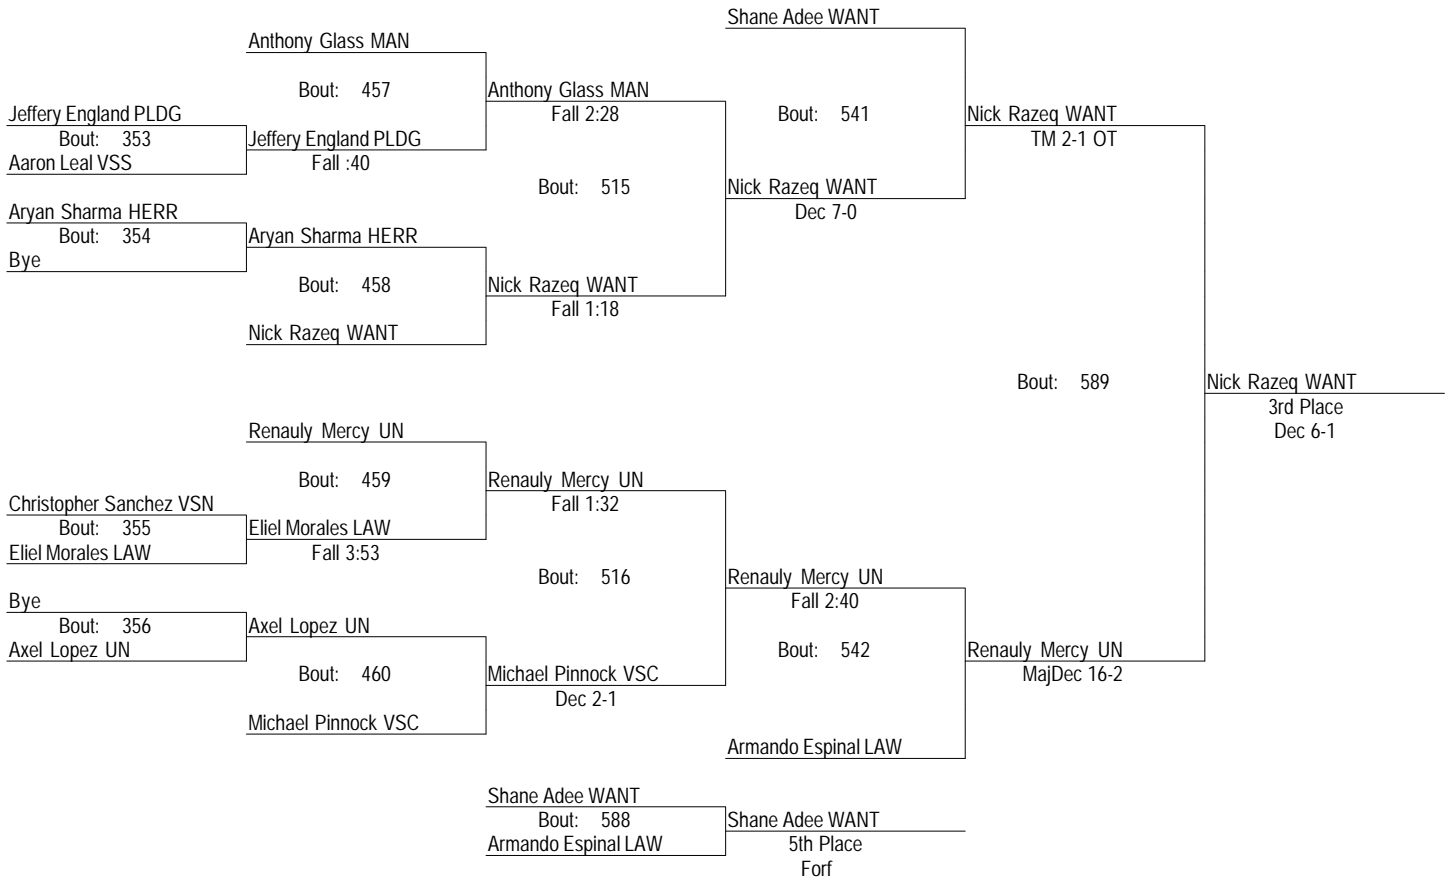 Shane Adee WANT
Anthony Glass MAN
Bout: 457
Anthony Glass MAN
Fall 2:28
Jeffery England PLDG
Bout: 353
Aaron Leal VSS
Jeffery England PLDG
Fall :40
Bout: 541
Nick Razeq WANT
TM 2-1 OT
Bout: 515
Nick Razeq WANT
Dec 7-0
Aryan Sharma HERR
Bout: 354
Bye
Aryan Sharma HERR
Bout: 458
Nick Razeq WANT
Fall 1:18
Nick Razeq WANT
Bout: 589
Nick Razeq WANT
3rd Place
Dec 6-1
Renauly Mercy UN
Bout: 459
Renauly Mercy UN
Fall 1:32
Christopher Sanchez VSN
Bout: 355
Eliel Morales LAW
Eliel Morales LAW
Fall 3:53
Bout: 516
Renauly Mercy UN
Fall 2:40
Bye
Bout: 356
Axel Lopez UN
Axel Lopez UN
Bout: 460
Michael Pinnock VSC
Dec 2-1
Michael Pinnock VSC
Bout: 542
Renauly Mercy UN
MajDec 16-2
Armando Espinal LAW
Shane Adee WANT
Bout: 588
Armando Espinal LAW
Shane Adee WANT
5th Place
Forf